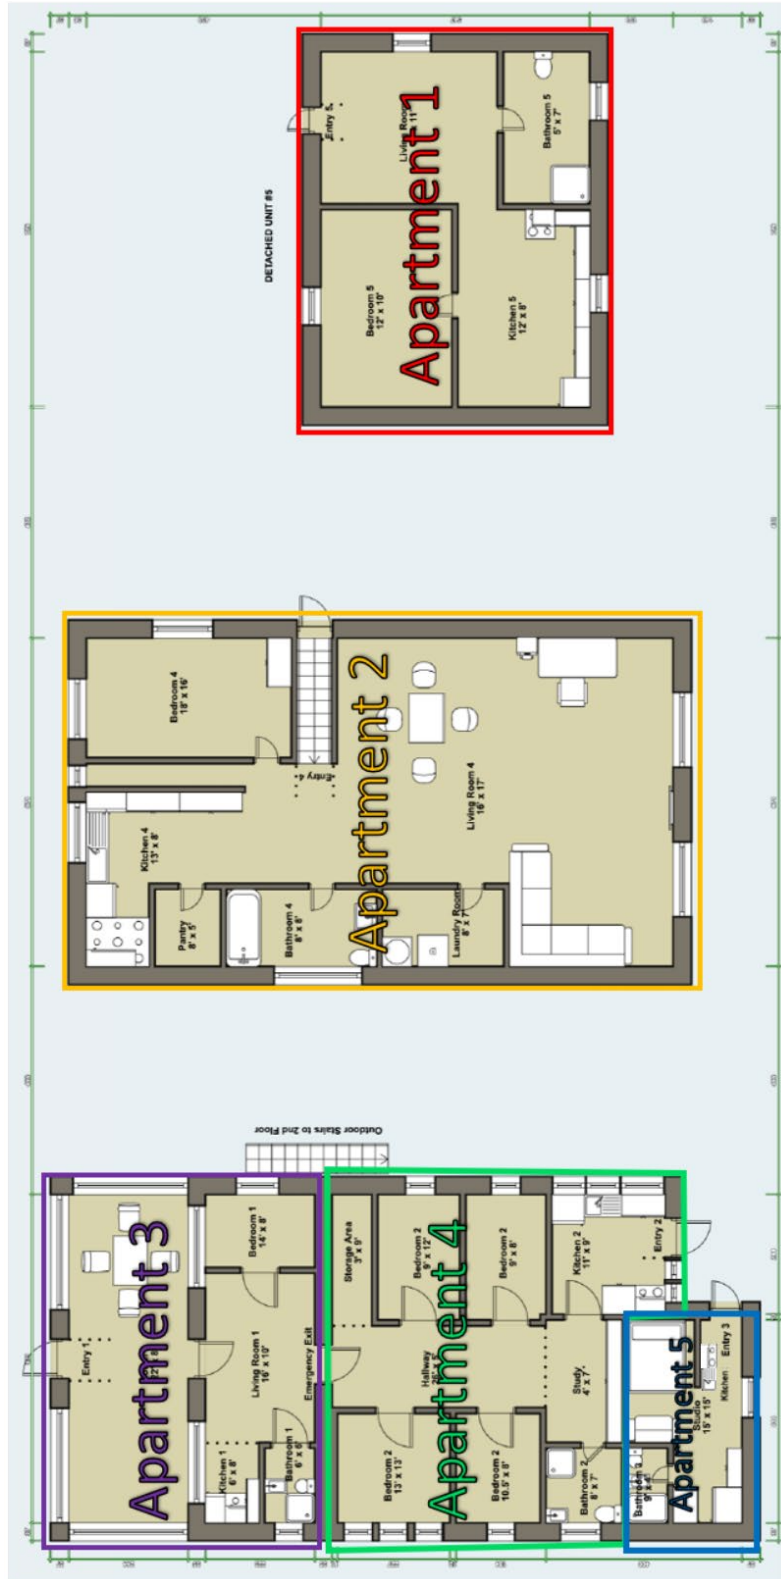 DETACHED UNIT #5
Entry 5
Living Room
11'
Bathroom 5
5' x 7'
Bedroom 5
12' x 10'
Kitchen 5
12' x 8'
Apartment 1
Bedroom 4
18' x 16'
Entry 4
Kitchen 4
13' x 8'
Living Room 4
16' x 17'
Pantry
8' x 5'
Bathroom 4
8' x 8'
Laundry Room
8' x 7'
Apartment 2
Outdoor Stairs to 2nd Floor
Entry 1
Bedroom 1
14' x 8'
Living Room 1
16' x 10'
Emergency Exit
Kitchen 1
6' x 8'
Bathroom 1
6' x 6'
Apartment 3
Storage Area
3' x 9'
Bedroom 2
9' x 12'
Bedroom 2
9' x 8'
Kitchen 2
11' x 9'
Entry 2
Hallway
Study
4' x 7'
Bedroom 2
13' x 13'
Bedroom 2
10.5' x 8'
Bathroom 2
8' x 7'
Apartment 4
Entry 3
Kitchen
Studio
15' x 15'
Bathroom
9' x 4'
Apartment 5